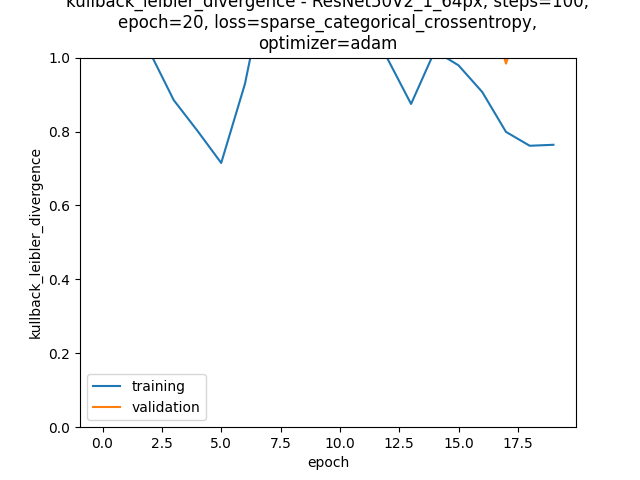 kullback_leibler_divergence - ResNet50V2_1_64px, steps=100,
epoch=20, loss=sparse_categorical_crossentropy,
optimizer=adam
1.0
0.8
0.6
0.4
0.2
0.0
kullback_leibler_divergence
training
validation
0.0 2.5 5.0 7.5 10.0 12.5 15.0 17.5
epoch